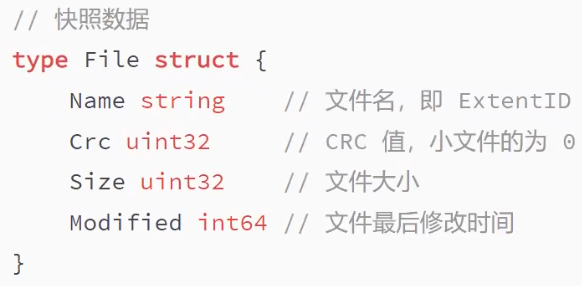 // 快照数据
type File struct {
    Name string    // 文件名，即 ExtentID
    Crc uint32     // CRC 值，小文件的为 0
    Size uint32    // 文件大小
    Modified int64 // 文件最后修改时间
}